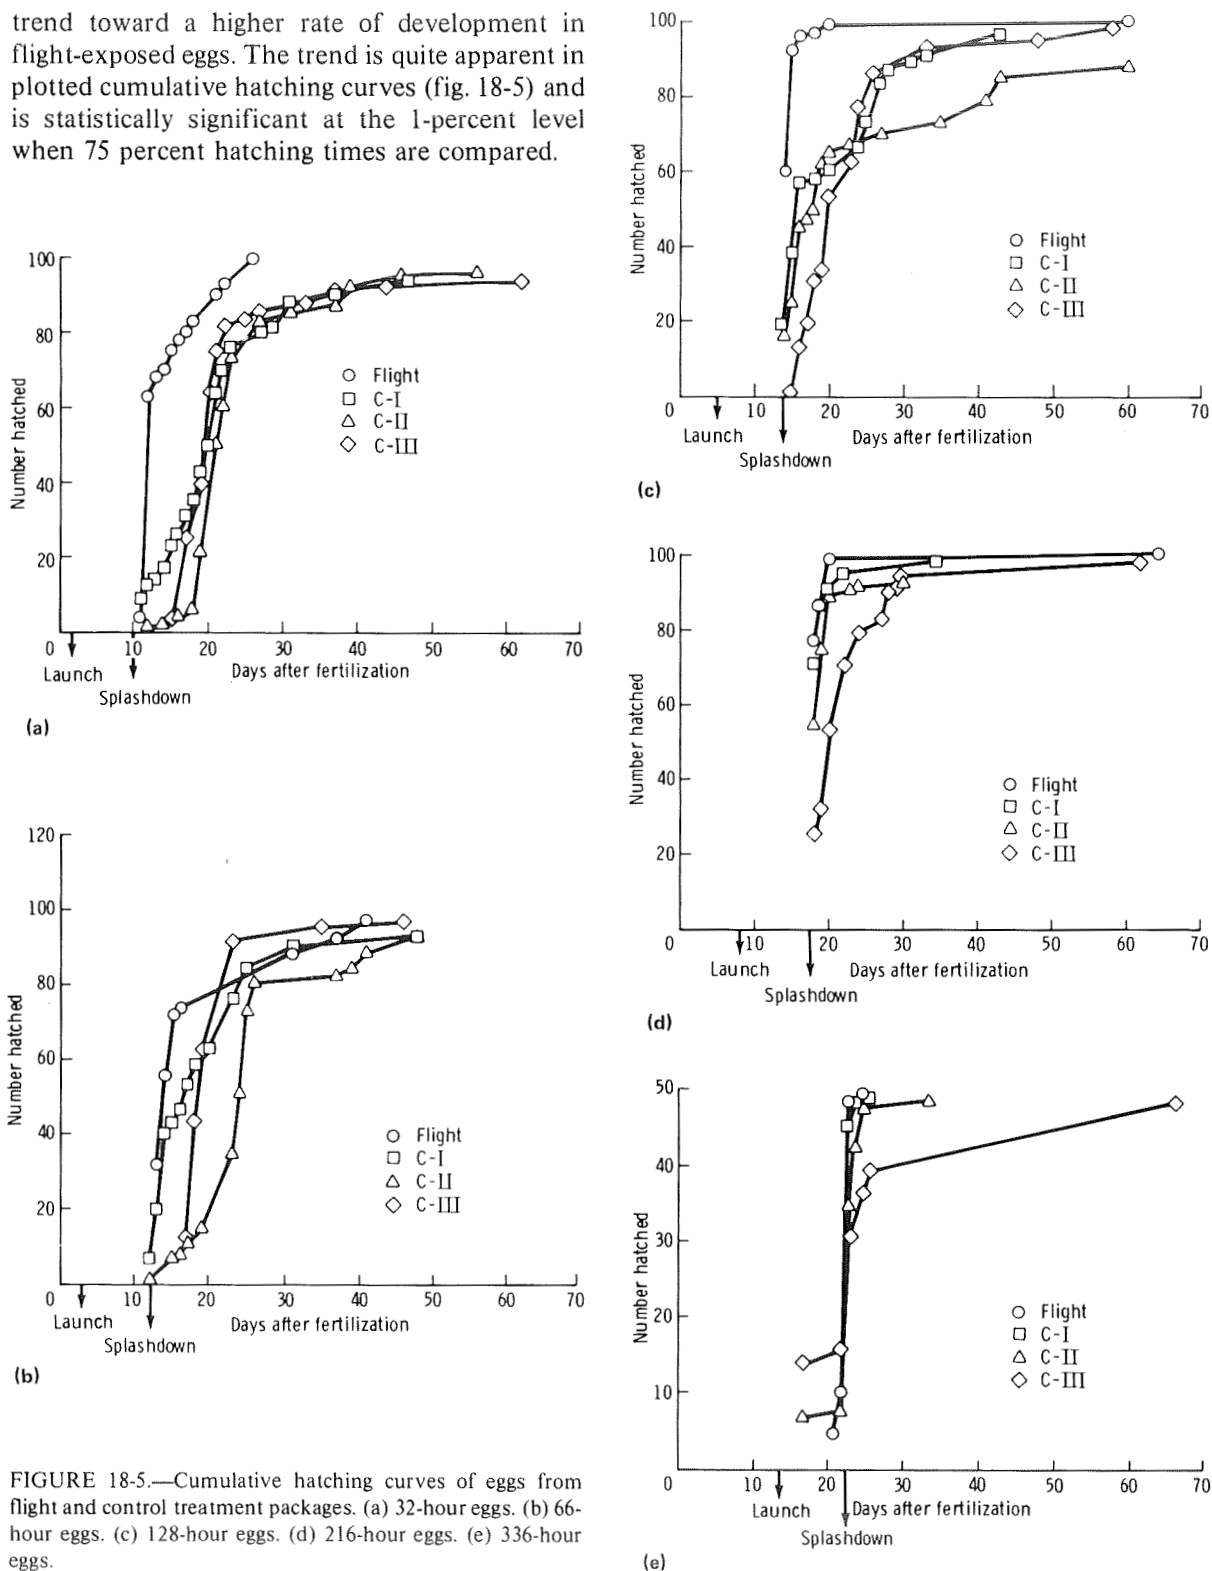 trend toward a higher rate of development in
flight-exposed eggs. The trend is quite apparent in
plotted cumulative hatching curves (fig. 18-5) and
is statistically significant at the 1-percent level
when 75 percent hatching times are compared.
100
80
60
40
20
Number hatched
Flight
C-I
C-II
C-III
0 10 20 30 40 50 60 70
Launch
Days after fertilization
Splashdown
(a)
120
100
80
60
40
20
Number hatched
Flight
C-I
C-II
C-III
0 10 20 30 40 50 60 70
Launch
Days after fertilization
Splashdown
(b)
FIGURE 18-5.—Cumulative hatching curves of eggs from
flight and control treatment packages. (a) 32-hour eggs. (b) 66-
hour eggs. (c) 128-hour eggs. (d) 216-hour eggs. (e) 336-hour
eggs.
100
80
60
40
20
Number hatched
Flight
C-I
C-II
C-III
0 10 20 30 40 50 60 70
Launch
Days after fertilization
Splashdown
(c)
100
80
60
40
20
Number hatched
Flight
C-I
C-II
C-III
0 10 20 30 40 50 60 70
Launch
Days after fertilization
Splashdown
(d)
50
40
30
20
10
Number hatched
Flight
C-I
C-II
C-III
0 10 20 30 40 50 60 70
Launch
Days after fertilization
Splashdown
(e)